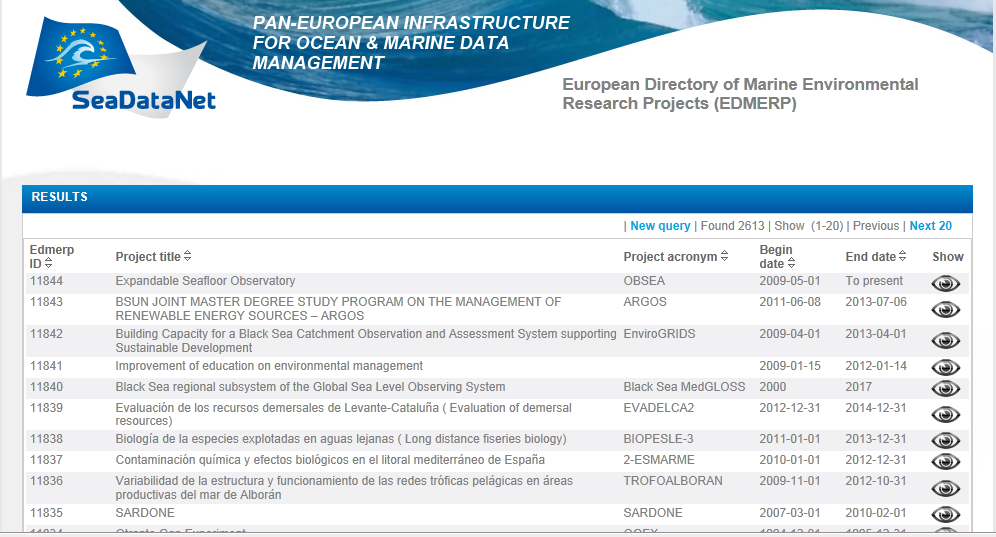 PAN-EUROPEAN INFRASTRUCTURE
FOR OCEAN & MARINE DATA
MANAGEMENT
SeaDataNet
European Directory of Marine Environmental
Research Projects (EDMERP)
RESULTS
| New query | Found 2613 | Show (1-20) | Previous | Next 20
Edmerp ID Project title Project acronym Begin date End date Show
11844 Expandable Seafloor Observatory OBSEA 2009-05-01 To present
11843 BSUN JOINT MASTER DEGREE STUDY PROGRAM ON THE MANAGEMENT OF ARGOS 2011-06-08 2013-07-06
RENEWABLE ENERGY SOURCES – ARGOS
11842 Building Capacity for a Black Sea Catchment Observation and Assessment System supporting EnviroGRIDS 2009-04-01 2013-04-01
Sustainable Development
11841 Improvement of education on environmental management 2009-01-15 2012-01-14
11840 Black Sea regional subsystem of the Global Sea Level Observing System Black Sea MedGLOSS 2000 2017
11839 Evaluación de los recursos demersales de Levante-Cataluña ( Evaluation of demersal EVADELCA2 2012-12-31 2014-12-31
resources)
11838 Biología de la especies explotadas en aguas lejanas ( Long distance fiseries biology) BIOPESLE-3 2011-01-01 2013-12-31
11837 Contaminación química y efectos biológicos en el litoral mediterráneo de España 2-ESMARME 2010-01-01 2012-12-31
11836 Variabilidad de la estructura y funcionamiento de las redes tróficas pelágicas en áreas TROFOALBORAN 2009-11-01 2012-10-31
productivas del mar de Alborán
11835 SARDONE SARDONE 2007-03-01 2010-02-01